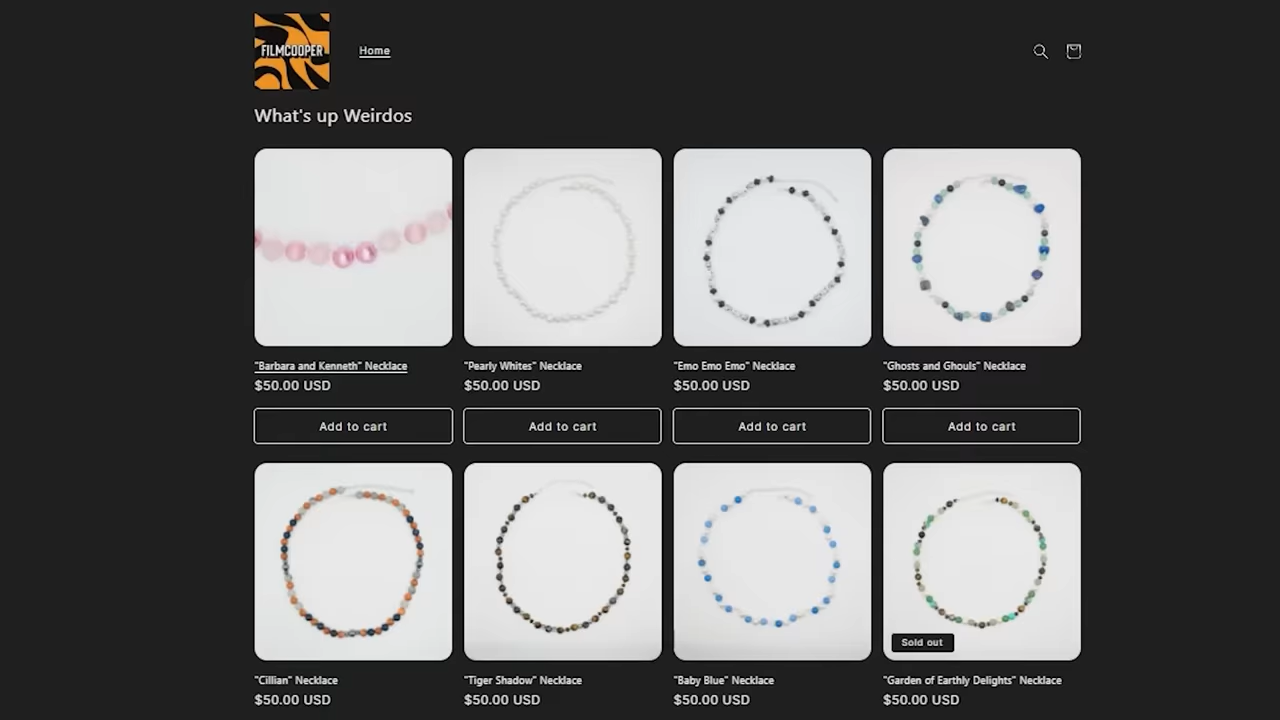 FILMCOOPER
Home
What's up Weirdos
"Barbara and Kenneth" Necklace
$50.00 USD
Add to cart
"Pearly Whites" Necklace
$50.00 USD
Add to cart
"Emo Emo Emo" Necklace
$50.00 USD
Add to cart
"Ghosts and Ghouls" Necklace
$50.00 USD
Add to cart
"Cillian" Necklace
$50.00 USD
"Tiger Shadow" Necklace
$50.00 USD
"Baby Blue" Necklace
$50.00 USD
Sold out
"Garden of Earthly Delights" Necklace
$50.00 USD